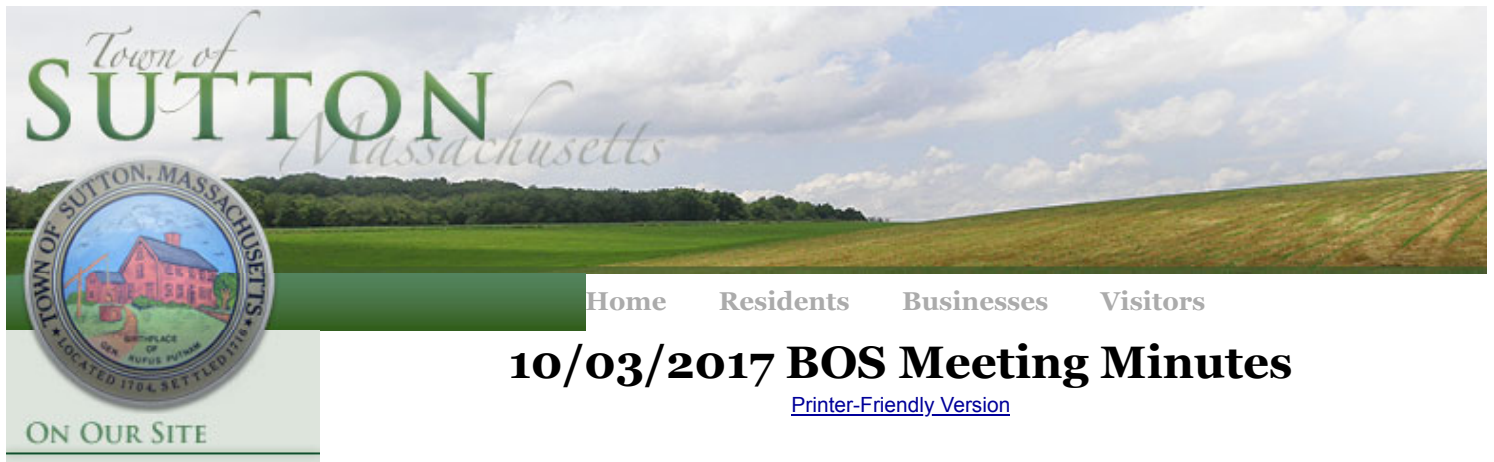 Town of
SUTTON
Massachusetts
TOWN OF SUTTON, MASSACHUSETTS
BIRTHPLACE
OF
GEN. RUFUS PUTNAM
★ LOCATED 1704, SETTLED 1716 ★
Home Residents Businesses Visitors
10/03/2017 BOS Meeting Minutes
Printer-Friendly Version
ON OUR SITE